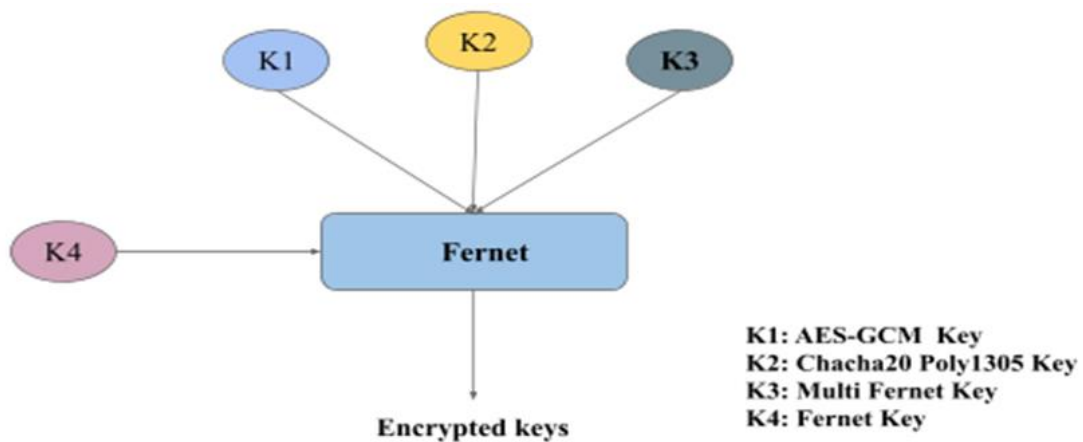 K1
K2
K3
K4
Fernet
K1: AES-GCM Key
K2: Chacha20 Poly1305 Key
K3: Multi Fernet Key
K4: Fernet Key
Encrypted keys